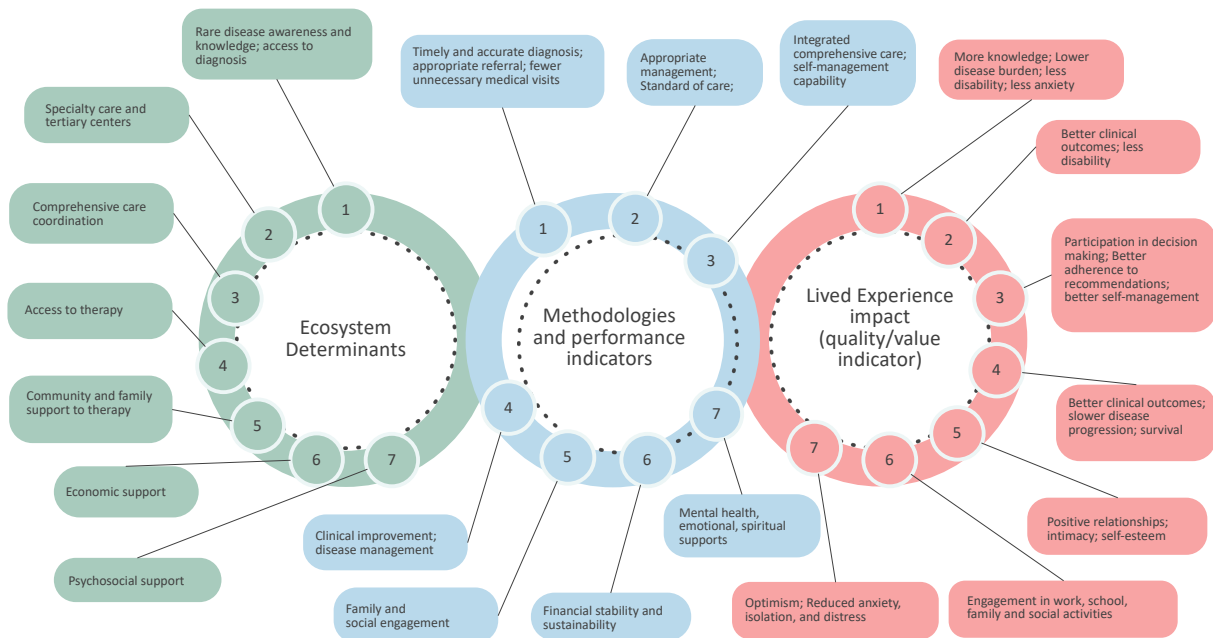 Rare disease awareness and
knowledge; access to
diagnosis
Specialty care and
tertiary centers
Comprehensive care
coordination
Access to therapy
Community and family
support to therapy
Economic support
Psychosocial support
1
2
3
4
5
6
7
Ecosystem
Determinants
Timely and accurate diagnosis;
appropriate referral; fewer
unnecessary medical visits
Appropriate
management;
Standard of care;
Integrated
comprehensive care;
self-management
capability
1
2
3
4
5
6
7
Methodologies
and performance
indicators
Clinical improvement;
disease management
Family and
social engagement
Financial stability and
sustainability
Mental health,
emotional, spiritual
supports
More knowledge; Lower
disease burden; less
disability; less anxiety
Better clinical
outcomes; less
disability
Participation in decision
making; Better
adherence to
recommendations;
better self-management
1
2
3
4
5
6
7
Lived Experience
impact
(quality/value
indicator)
Better clinical outcomes;
slower disease
progression; survival
Positive relationships;
intimacy; self-esteem
Engagement in work, school,
family and social activities
Optimism; Reduced anxiety,
isolation, and distress